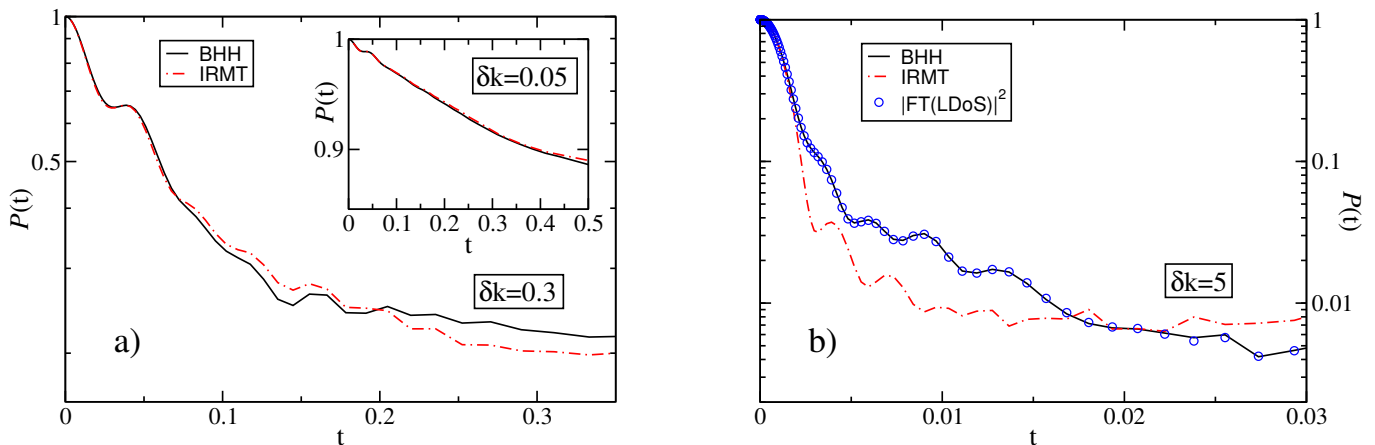 1
0.5
P(t)
BHH
IRMT
1
0.9
P(t)
δk=0.05
0 0.1 0.2 0.3 0.4 0.5
t
δk=0.3
a)
0 0.1 0.2 0.3
t
BHH
IRMT
|FT(LDoS)|²
1
0.1
0.01
P(t)
δk=5
b)
0 0.01 0.02 0.03
t